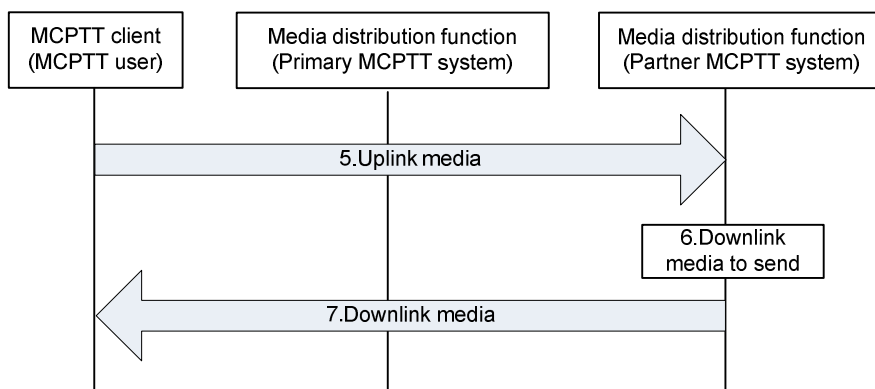 MCPTT client
(MCPTT user)
Media distribution function
(Primary MCPTT system)
Media distribution function
(Partner MCPTT system)
5.Uplink media
6.Downlink
media to send
7.Downlink media